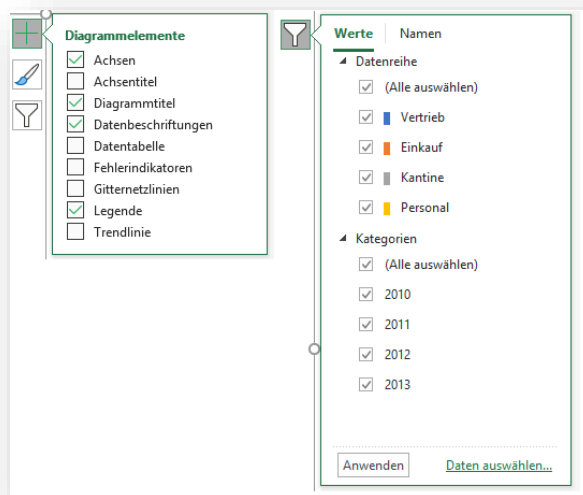 Diagrammelemente
Achsen
Achsentitel
Diagrammtitel
Datenbeschriftungen
Datentabelle
Fehlerindikatoren
Gitternetzlinien
Legende
Trendlinie
Werte Namen
Datenreihe
(Alle auswählen)
Vertrieb
Einkauf
Kantine
Personal
Kategorien
(Alle auswählen)
2010
2011
2012
2013
Anwenden Daten auswählen...